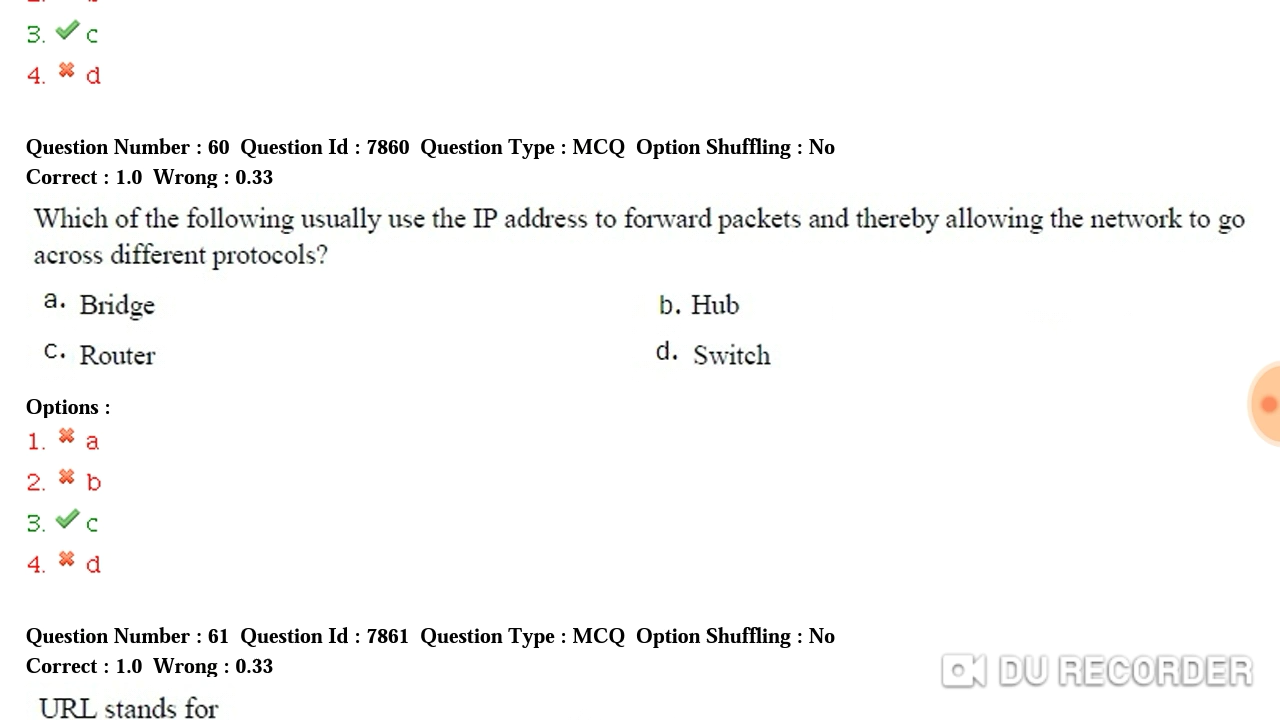 3. c
4. d
Question Number : 60 Question Id : 7860 Question Type : MCQ Option Shuffling : No
Correct : 1.0 Wrong : 0.33
Which of the following usually use the IP address to forward packets and thereby allowing the network to go
across different protocols?
a. Bridge b. Hub
c. Router d. Switch
Options :
1. a
2. b
3. c
4. d
Question Number : 61 Question Id : 7861 Question Type : MCQ Option Shuffling : No
Correct : 1.0 Wrong : 0.33
DU RECORDER
URL stands for